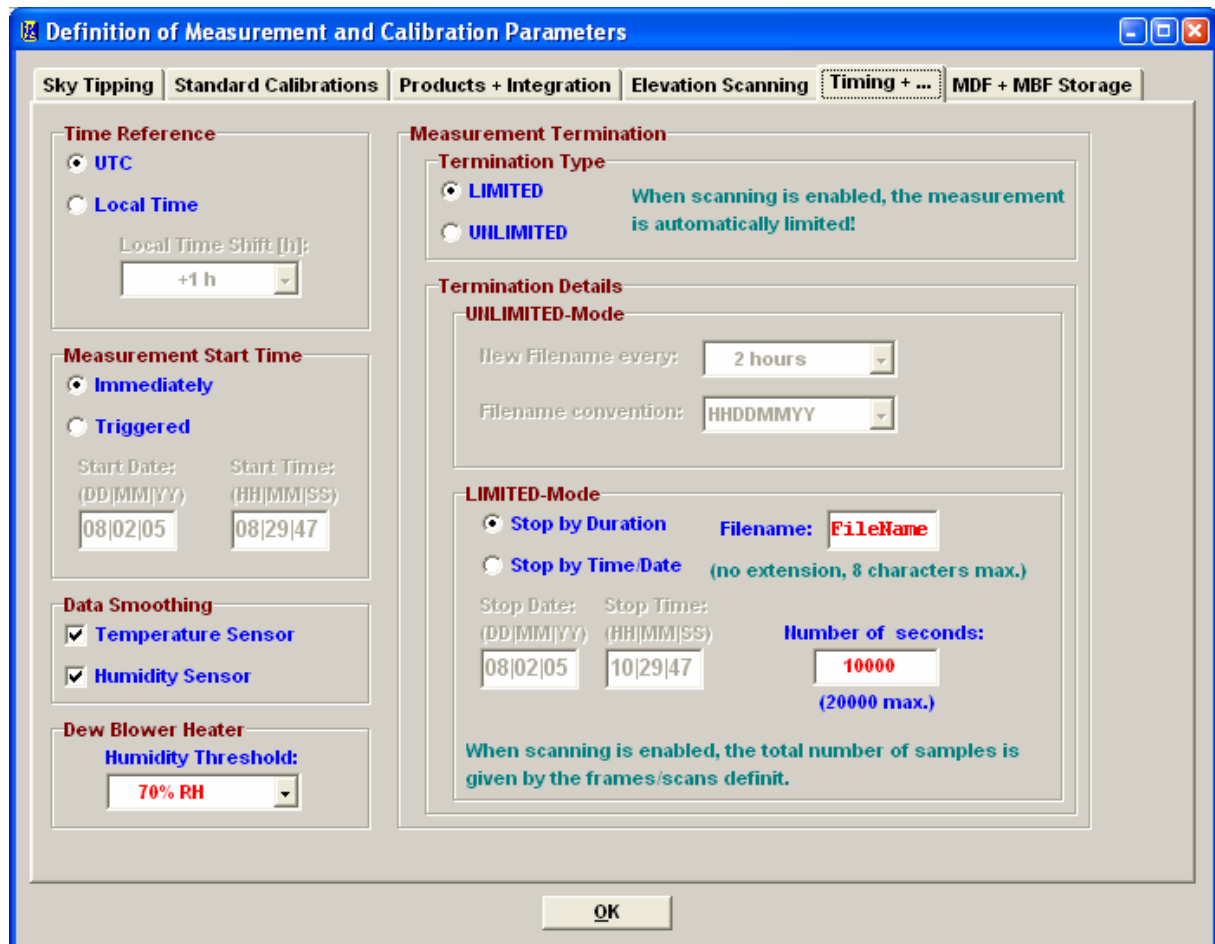 Definition of Measurement and Calibration Parameters
Sky Tipping
Standard Calibrations
Products + Integration
Elevation Scanning
Timing + ...
MDF + MBF Storage
Time Reference
UTC
Local Time
Local Time Shift [h]:
+1 h
Measurement Start Time
Immediately
Triggered
Start Date:
(DD|MM|YY)
08|02|05
Start Time:
(HH|MM|SS)
08|29|47
Data Smoothing
Temperature Sensor
Humidity Sensor
Dew Blower Heater
Humidity Threshold:
70% RH
Measurement Termination
Termination Type
LIMITED
UNLIMITED
When scanning is enabled, the measurement
is automatically limited!
Termination Details
UNLIMITED-Mode
New Filename every:
2 hours
Filename convention:
HHDDMMYY
LIMITED-Mode
Stop by Duration
Stop by Time/Date
Filename:
FileName
(no extension, 8 characters max.)
Stop Date:
(DD|MM|YY)
08|02|05
Stop Time:
(HH|MM|SS)
10|29|47
Number of seconds:
10000
(20000 max.)
When scanning is enabled, the total number of samples is
given by the frames/scans definit.
OK